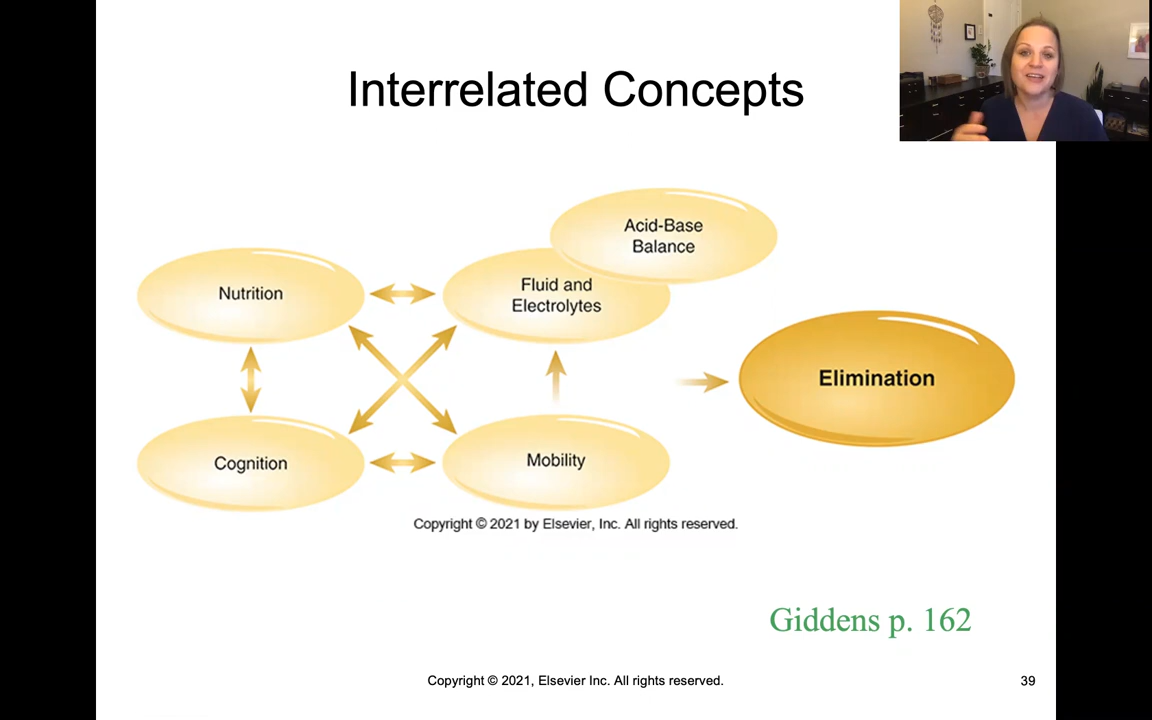 Interrelated Concepts
Acid-Base
Balance
Nutrition
Fluid and
Electrolytes
Elimination
Cognition
Mobility
Copyright © 2021 by Elsevier, Inc. All rights reserved.
Giddens p. 162
Copyright © 2021, Elsevier Inc. All rights reserved.
39